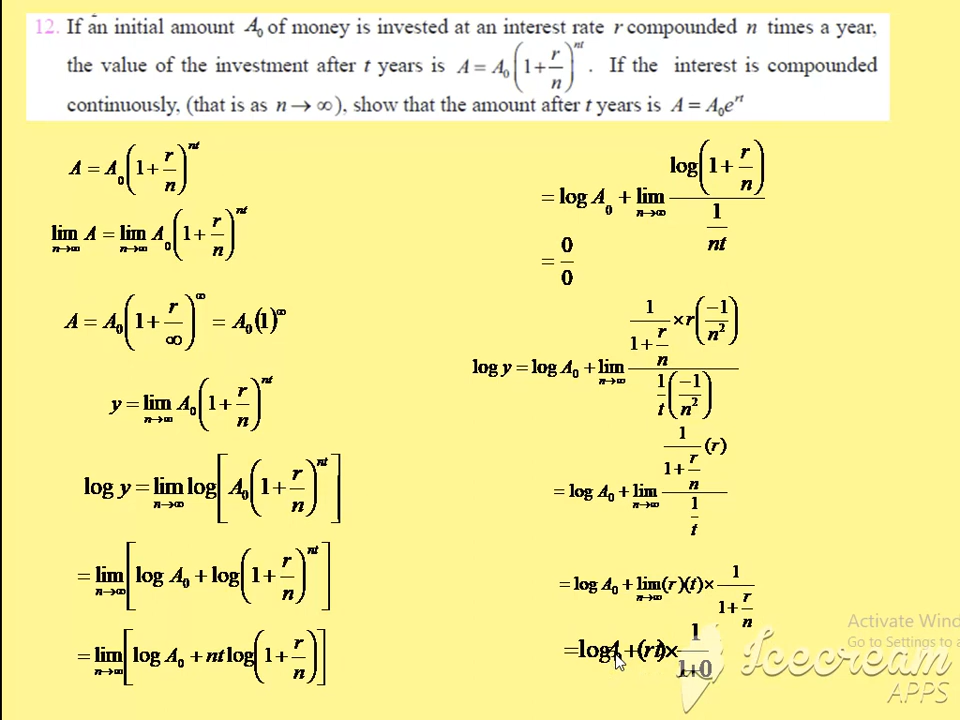 12. If an initial amount A₀ of money is invested at an interest rate r compounded n times a year,
the value of the investment after t years is A = A₀(1 + r/n)^(nt). If the interest is compounded
continuously, (that is as n → ∞), show that the amount after t years is A = A₀e^(rt)
A = A₀(1 + r/n)^(nt)
lim_(n→∞) A = lim_(n→∞) A₀(1 + r/n)^(nt)
A = A₀(1 + r/∞)^∞ = A₀(1)^∞
y = lim_(n→∞) A₀(1 + r/n)^(nt)
log y = lim_(n→∞) log[A₀(1 + r/n)^(nt)]
= lim_(n→∞) [log A₀ + log(1 + r/n)^(nt)]
= lim_(n→∞) [log A₀ + nt log(1 + r/n)]
= log A₀ + lim_(n→∞) log(1 + r/n) / (1/(nt))
= 0/0
log y = log A₀ + lim_(n→∞) (1/(1 + r/n) × r(−1/n²)) / ((1/t)(−1/n²))
= log A₀ + lim_(n→∞) (1/(1 + r/n) (r)) / (1/t)
= log A₀ + lim_(n→∞) (r)(t) × 1/(1 + r/n)
= log A₀ + (rt) × 1/(1+0)
Activate Wind
Go to Settings to a
Icecream
APPS